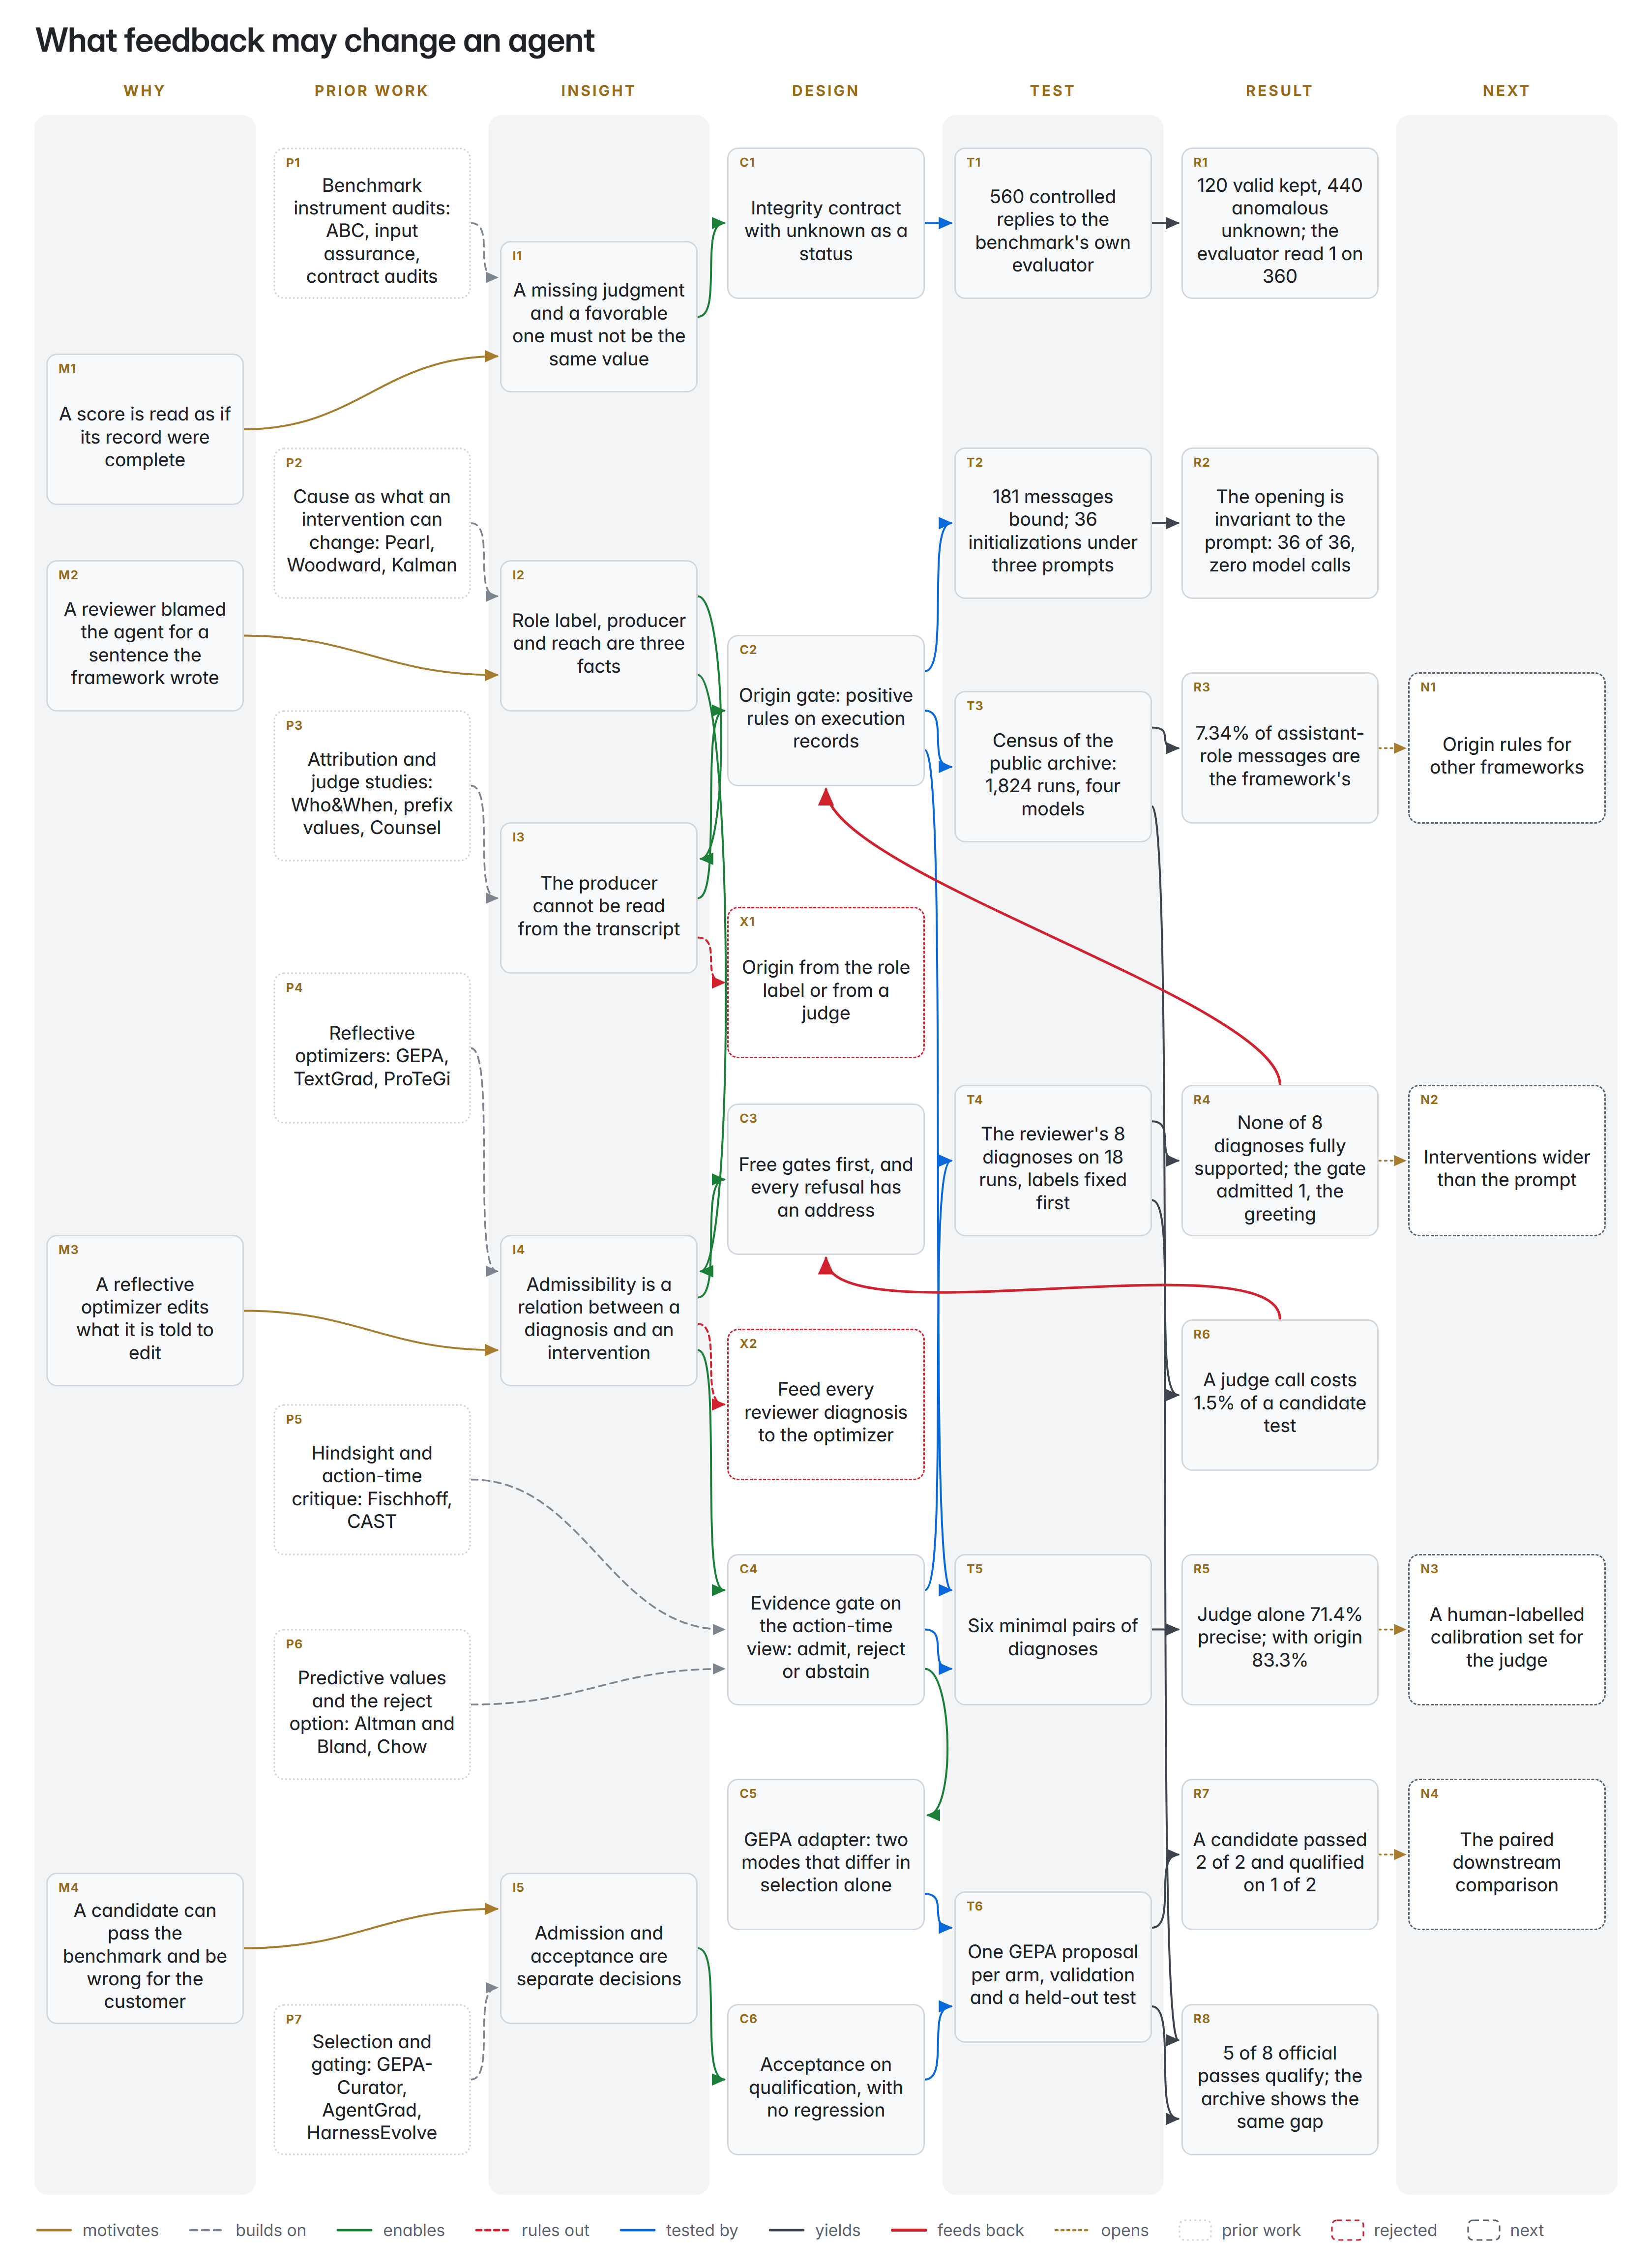 What feedback may change an agent
WHY
PRIOR WORK
INSIGHT
DESIGN
TEST
RESULT
NEXT
M1
A score is read as if
its record were
complete
M2
A reviewer blamed
the agent for a
sentence the
framework wrote
M3
A reflective
optimizer edits
what it is told to
edit
M4
A candidate can
pass the
benchmark and be
wrong for the
customer
P1
Benchmark
instrument audits:
ABC, input
assurance,
contract audits
P2
Cause as what an
intervention can
change: Pearl,
Woodward, Kalman
P3
Attribution and
judge studies:
Who&When, prefix
values, Counsel
P4
Reflective
optimizers: GEPA,
TextGrad, ProTeGi
P5
Hindsight and
action-time
critique: Fischhoff,
CAST
P6
Predictive values
and the reject
option: Altman and
Bland, Chow
P7
Selection and
gating: GEPA-
Curator,
AgentGrad,
HarnessEvolve
I1
A missing judgment
and a favorable
one must not be the
same value
I2
Role label, producer
and reach are three
facts
I3
The producer
cannot be read
from the transcript
I4
Admissibility is a
relation between a
diagnosis and an
intervention
I5
Admission and
acceptance are
separate decisions
C1
Integrity contract
with unknown as a
status
C2
Origin gate: positive
rules on execution
records
X1
Origin from the role
label or from a
judge
C3
Free gates first, and
every refusal has
an address
X2
Feed every
reviewer diagnosis
to the optimizer
C4
Evidence gate on
the action-time
view: admit, reject
or abstain
C5
GEPA adapter: two
modes that differ in
selection alone
C6
Acceptance on
qualification, with
no regression
T1
560 controlled
replies to the
benchmark's own
evaluator
T2
181 messages
bound; 36
initializations under
three prompts
T3
Census of the
public archive:
1,824 runs, four
models
T4
The reviewer's 8
diagnoses on 18
runs, labels fixed
first
T5
Six minimal pairs of
diagnoses
T6
One GEPA proposal
per arm, validation
and a held-out test
R1
120 valid kept, 440
anomalous
unknown; the
evaluator read 1 on
360
R2
The opening is
invariant to the
prompt: 36 of 36,
zero model calls
R3
7.34% of assistant-
role messages are
the framework's
R4
None of 8
diagnoses fully
supported; the gate
admitted 1, the
greeting
R6
A judge call costs
1.5% of a candidate
test
R5
Judge alone 71.4%
precise; with origin
83.3%
R7
A candidate passed
2 of 2 and qualified
on 1 of 2
R8
5 of 8 official
passes qualify; the
archive shows the
same gap
N1
Origin rules for
other frameworks
N2
Interventions wider
than the prompt
N3
A human-labelled
calibration set for
the judge
N4
The paired
downstream
comparison
motivates
builds on
enables
rules out
tested by
yields
feeds back
opens
prior work
rejected
next